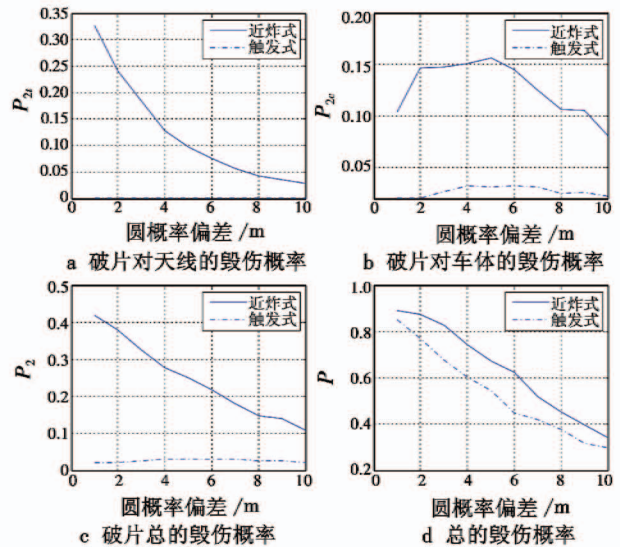 0.35
0.30
0.25
0.20
0.15
0.10
0.05
0
P₂ₜ
近炸式
触发式
0 2 4 6 8 10
圆概率偏差/m
a 破片对天线的毁伤概率
0.20
0.15
0.10
0.05
P₂c
近炸式
触发式
0 2 4 6 8 10
圆概率偏差/m
b 破片对车体的毁伤概率
0.5
0.4
0.3
0.2
0.1
0
P₂
近炸式
触发式
0 2 4 6 8 10
圆概率偏差/m
c 破片总的毁伤概率
1.0
0.8
0.6
0.4
0.2
P
近炸式
触发式
0 2 4 6 8 10
圆概率偏差/m
d 总的毁伤概率